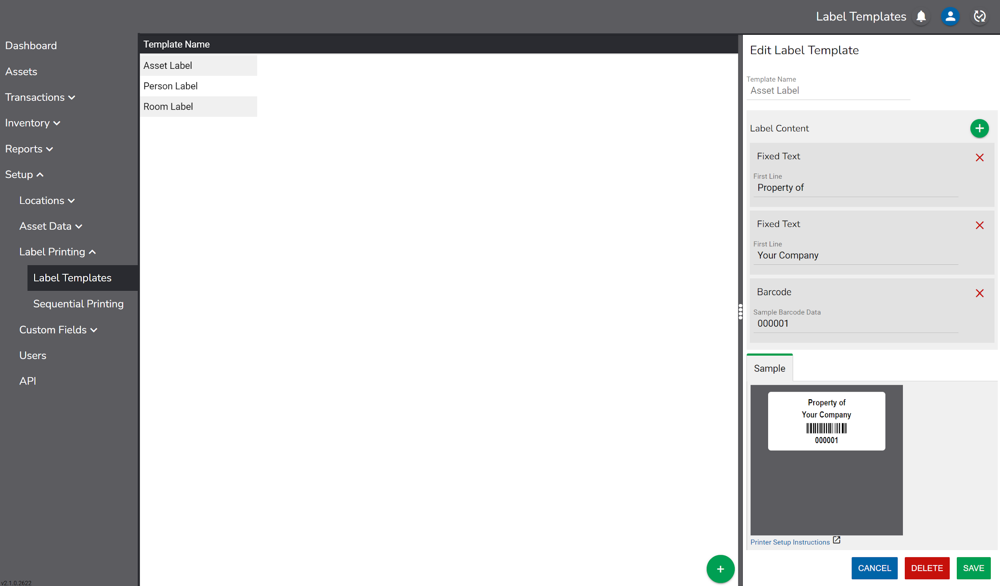 Label Templates
Dashboard
Assets
Transactions
Inventory
Reports
Setup
Locations
Asset Data
Label Printing
Label Templates
Sequential Printing
Custom Fields
Users
API
v2.1.0.2622
Template Name
Asset Label
Person Label
Room Label
+
Edit Label Template
Template Name
Asset Label
Label Content
Fixed Text
First Line
Property of
Fixed Text
First Line
Your Company
Barcode
Sample Barcode Data
000001
Sample
Property of
Your Company
000001
Printer Setup Instructions
CANCEL DELETE SAVE